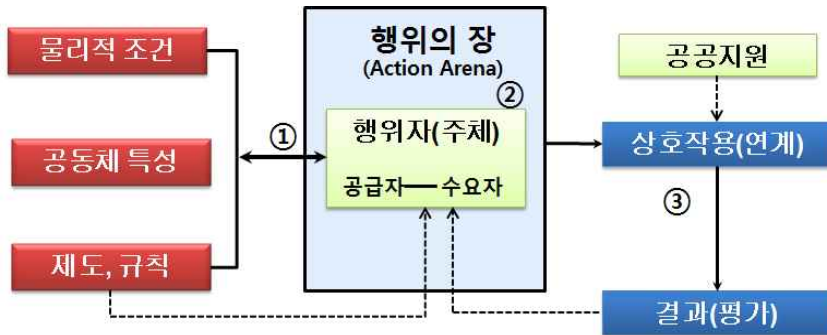 물리적 조건
공동체 특성
제도, 규칙
①
행위의 장
(Action Arena)
②
행위자(주체)
공급자 수요자
공공지원
상호작용(연계)
③
결과(평가)